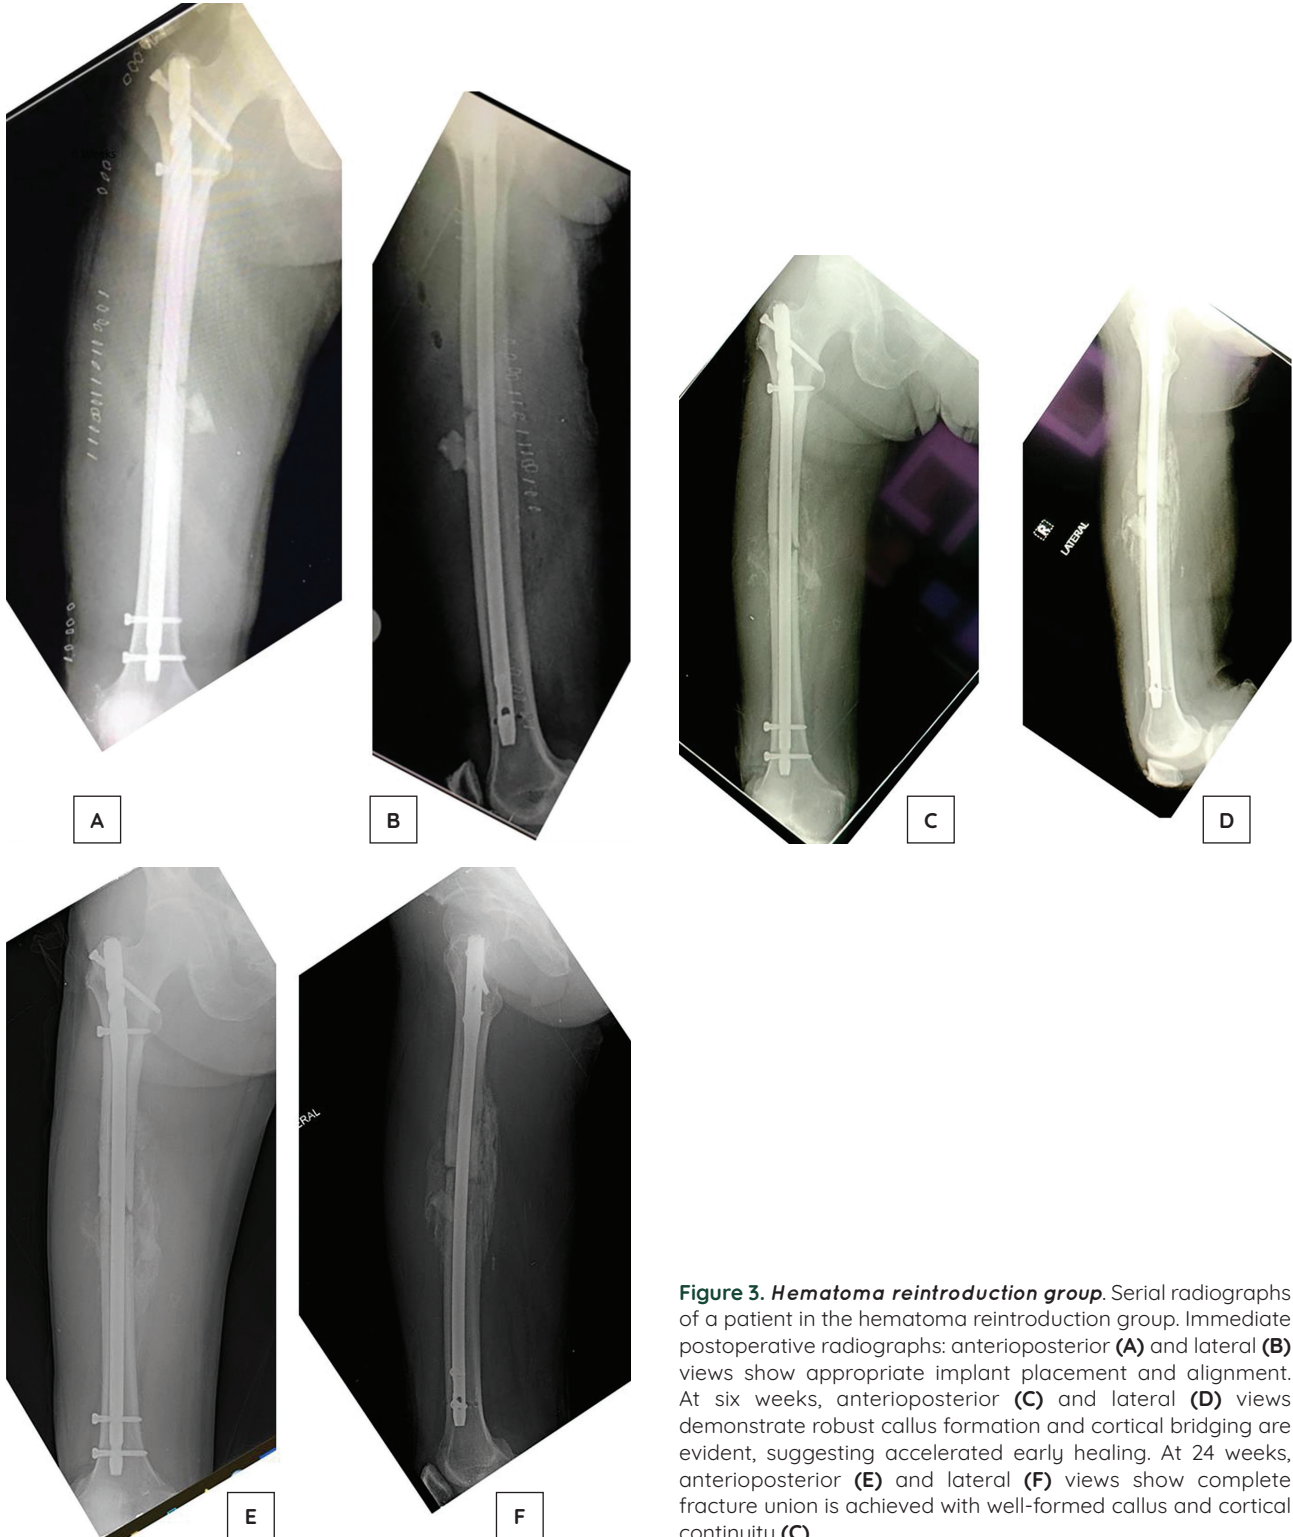 A
B
R
LATERAL
C
D
ERAL
E
F
Figure 3. Hematoma reintroduction group. Serial radiographs
of a patient in the hematoma reintroduction group. Immediate
postoperative radiographs: anterioposterior (A) and lateral (B)
views show appropriate implant placement and alignment.
At six weeks, anterioposterior (C) and lateral (D) views
demonstrate robust callus formation and cortical bridging are
evident, suggesting accelerated early healing. At 24 weeks,
anterioposterior (E) and lateral (F) views show complete
fracture union is achieved with well-formed callus and cortical
continuity (C).